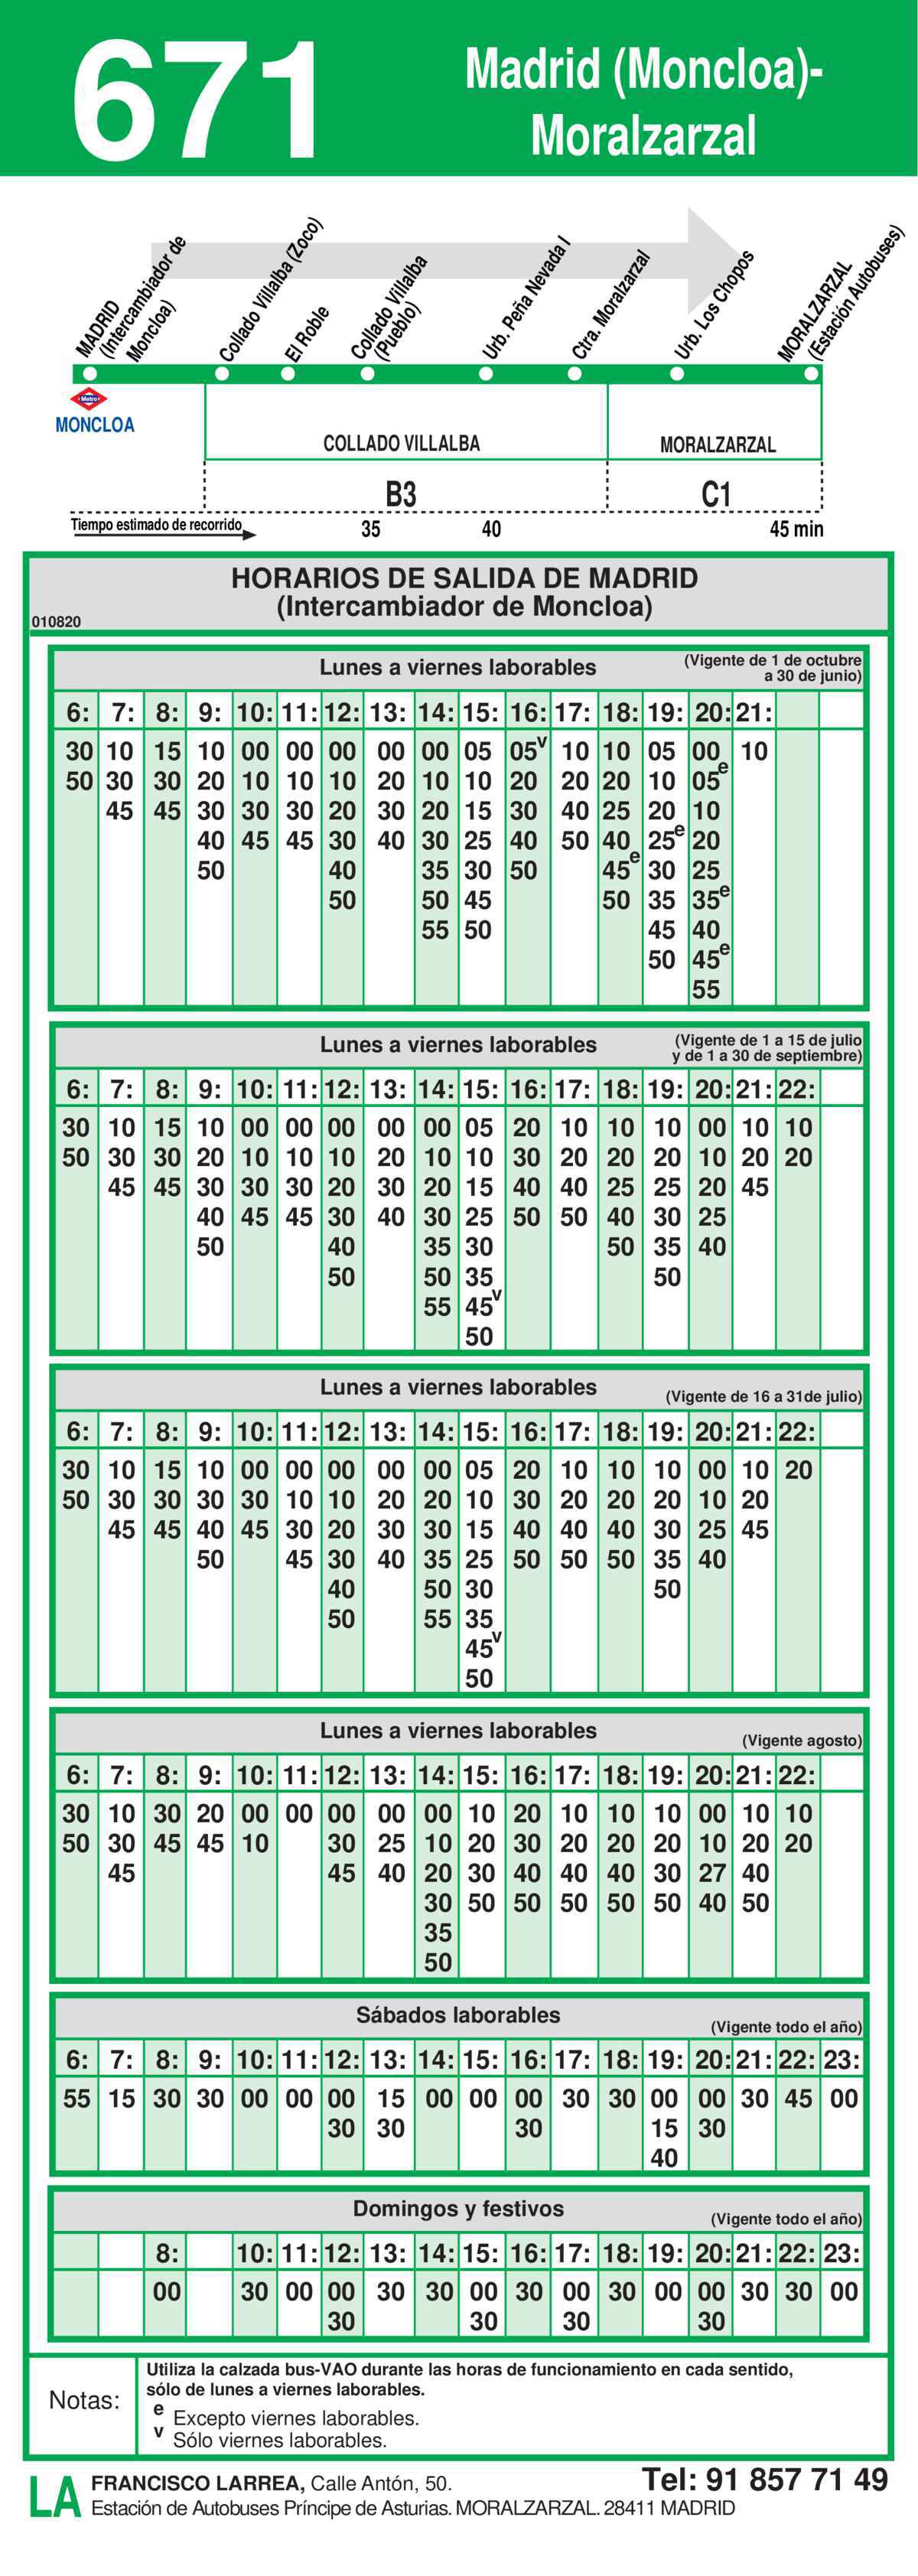 671
Madrid (Moncloa)-
Moralzarzal
MADRID
(Intercambiador de
Moncloa)
Collado Villalba (Zoco)
El Roble
Collado Villalba
(Pueblo)
Urb. Peña Nevada I
Ctra. Moralzarzal
Urb. Los Chopos
MORALZARZAL
(Estación Autobuses)
Metro
MONCLOA
COLLADO VILLALBA MORALZARZAL
B3 C1
Tiempo estimado de recorrido 35 40 45 min
HORARIOS DE SALIDA DE MADRID
(Intercambiador de Moncloa)
010820
Lunes a viernes laborables (Vigente de 1 de octubre
a 30 de junio)
6: 7: 8: 9: 10: 11: 12: 13: 14: 15: 16: 17: 18: 19: 20: 21:
30 10 15 10 00 00 00 00 00 05 05v 10 10 05 00 10
50 30 30 20 10 10 10 20 10 10 20 20 20 10 05e
45 45 30 30 30 20 30 20 15 30 40 25 20 10
40 45 45 30 40 30 25 40 50 40 25e 20
50 40 35 30 50 45e 30 25
50 50 45 50 35 35e
55 50 45 40
50 45e
55
Lunes a viernes laborables (Vigente de 1 a 15 de julio
y de 1 a 30 de septiembre)
6: 7: 8: 9: 10: 11: 12: 13: 14: 15: 16: 17: 18: 19: 20: 21: 22:
30 10 15 10 00 00 00 00 00 05 20 10 10 10 00 10 10
50 30 30 20 10 10 10 20 10 10 30 20 20 20 10 20 20
45 45 30 30 30 20 30 20 15 40 40 25 25 20 45
40 45 45 30 40 30 25 50 50 40 30 25
50 40 35 30 50 35 40
50 50 35 50
55 45v
50
Lunes a viernes laborables (Vigente de 16 a 31de julio)
6: 7: 8: 9: 10: 11: 12: 13: 14: 15: 16: 17: 18: 19: 20: 21: 22:
30 10 15 10 00 00 00 00 00 05 20 10 10 10 00 10 20
50 30 30 30 30 10 10 20 20 10 30 20 20 20 10 20
45 45 40 45 30 20 30 30 15 40 40 40 30 25 45
50 45 30 40 35 25 50 50 50 35 40
40 50 30 50
50 55 35
45v
50
Lunes a viernes laborables (Vigente agosto)
6: 7: 8: 9: 10: 11: 12: 13: 14: 15: 16: 17: 18: 19: 20: 21: 22:
30 10 30 20 00 00 00 00 00 10 20 10 10 10 00 10 10
50 30 45 45 10 30 25 10 20 30 20 20 20 10 20 20
45 45 40 20 30 40 40 40 30 27 40
30 50 50 50 50 50 40 50
35
50
Sábados laborables (Vigente todo el año)
6: 7: 8: 9: 10: 11: 12: 13: 14: 15: 16: 17: 18: 19: 20: 21: 22: 23:
55 15 30 30 00 00 00 15 00 00 00 30 30 00 00 30 45 00
30 30 30 15 30
40
Domingos y festivos (Vigente todo el año)
8: 10: 11: 12: 13: 14: 15: 16: 17: 18: 19: 20: 21: 22: 23:
00 30 00 00 30 30 00 30 00 30 00 00 30 30 00
30 30 30 30
Notas:
Utiliza la calzada bus-VAO durante las horas de funcionamiento en cada sentido,
sólo de lunes a viernes laborables.
e Excepto viernes laborables.
v Sólo viernes laborables.
LA FRANCISCO LARREA, Calle Antón, 50. Tel: 91 857 71 49
Estación de Autobuses Príncipe de Asturias. MORALZARZAL. 28411 MADRID